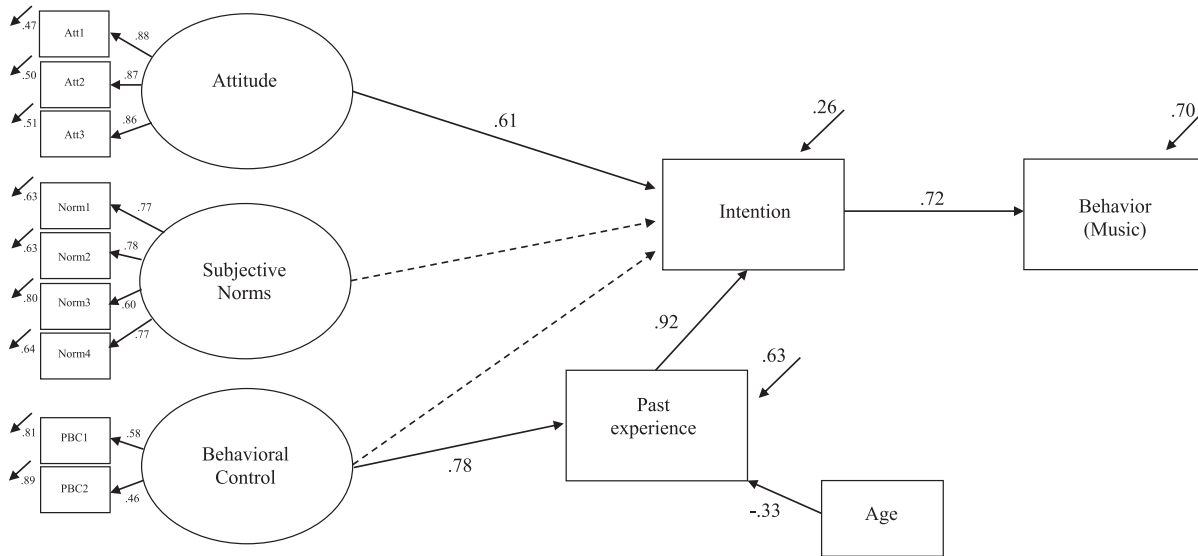 .47
Att1
.88
.50
Att2
.87
.51
Att3
.86
Attitude
.61
.63
Norm1
.77
.63
Norm2
.78
.80
Norm3
.60
.64
Norm4
.77
Subjective
Norms
.81
PBC1
.58
.89
PBC2
.46
Behavioral
Control
.78
.26
Intention
.72
.70
Behavior
(Music)
.92
.63
Past
experience
-.33
Age